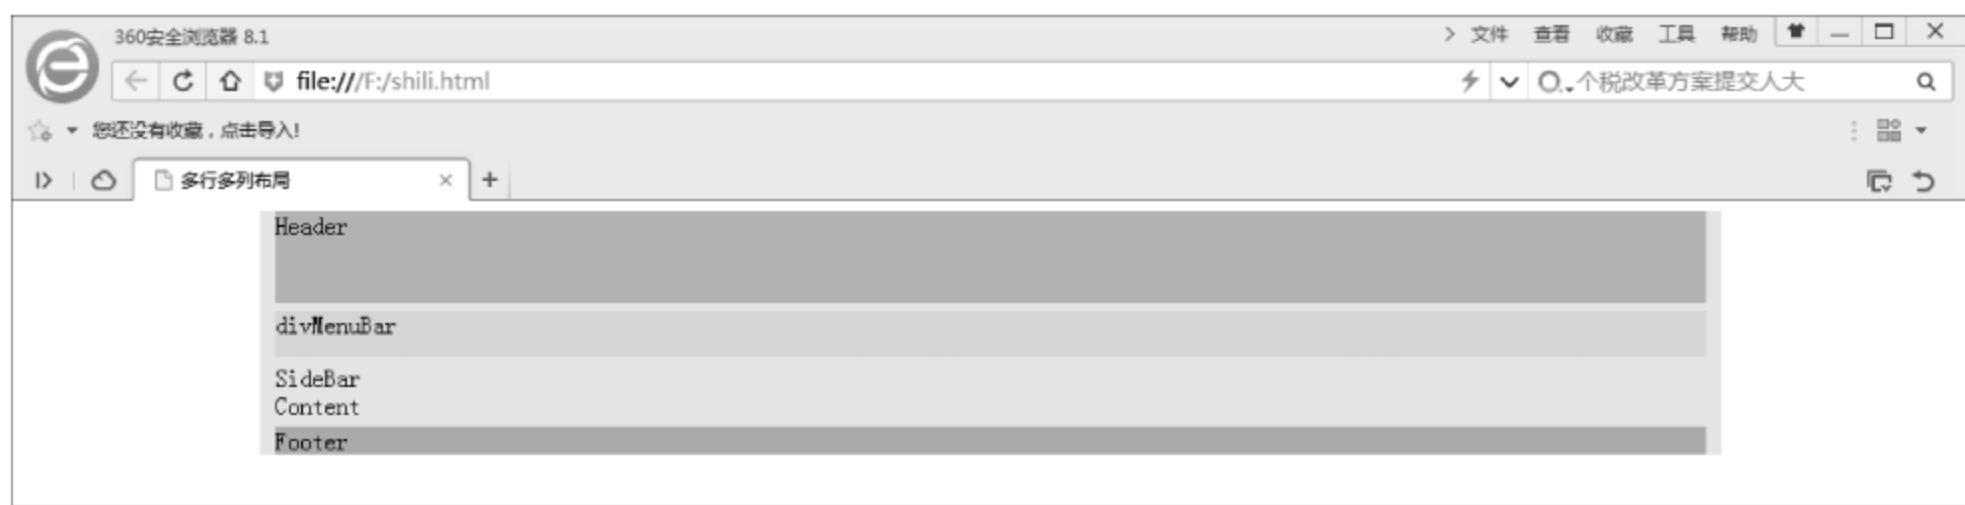 360安全浏览器 8.1
文件 查看 收藏 工具 帮助
file:///F:/shili.html
个税改革方案提交人大
您还没有收藏，点击导入!
多行多列布局
Header
divMenuBar
SideBar
Content
Footer